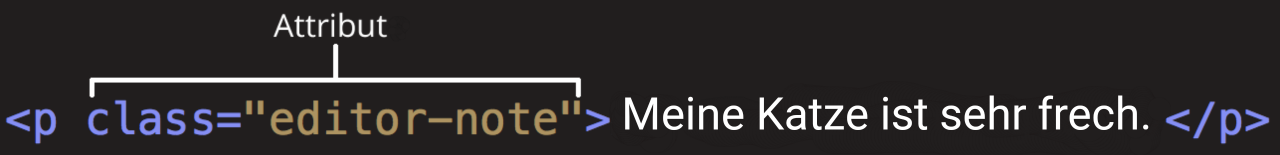 Attribut
<p class="editor-note"> Meine Katze ist sehr frech. </p>